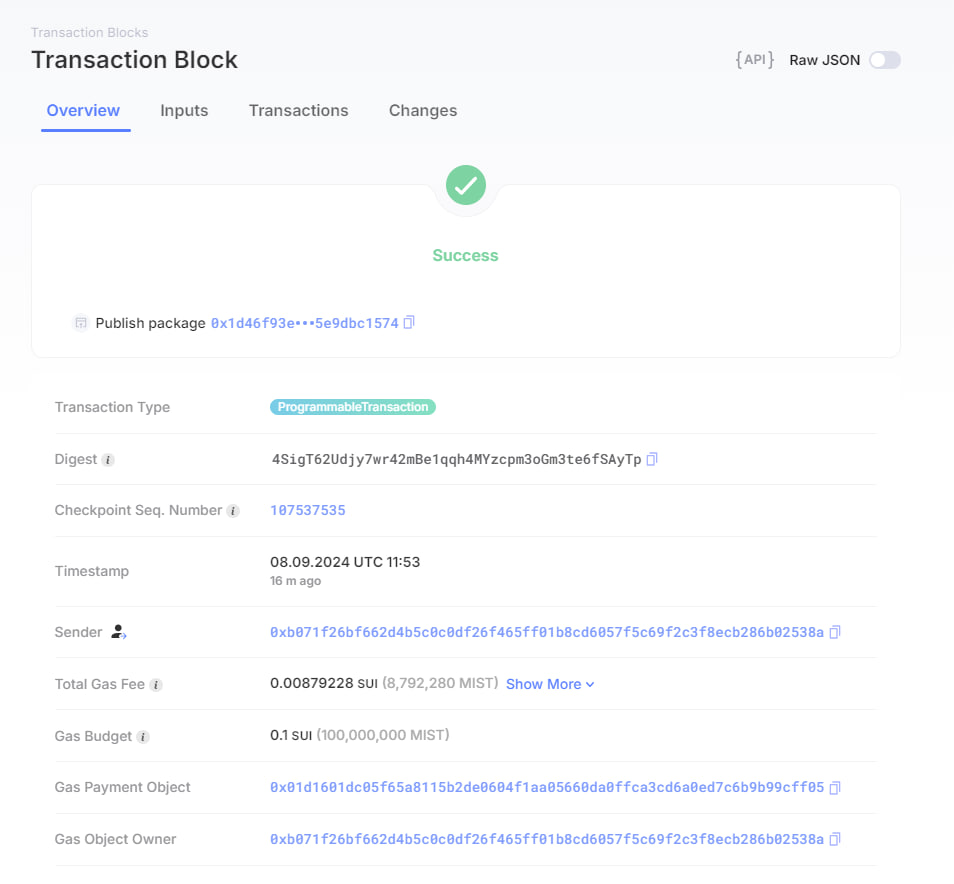 Transaction Blocks
Transaction Block
{API} Raw JSON
Overview Inputs Transactions Changes
Success
Publish package 0x1d46f93e•••5e9dbc1574
Transaction Type ProgrammableTransaction
Digest i 4SigT62Udjy7wr42mBe1qqh4MYzcpm3oGm3te6fSAyTp
Checkpoint Seq. Number i 107537535
Timestamp 08.09.2024 UTC 11:53
16 m ago
Sender 0xb071f26bf662d4b5c0c0df26f465ff01b8cd6057f5c69f2c3f8ecb286b02538a
Total Gas Fee i 0.00879228 SUI (8,792,280 MIST) Show More
Gas Budget i 0.1 SUI (100,000,000 MIST)
Gas Payment Object 0x01d1601dc05f65a8115b2de0604f1aa05660da0ffca3cd6a0ed7c6b9b99cff05
Gas Object Owner 0xb071f26bf662d4b5c0c0df26f465ff01b8cd6057f5c69f2c3f8ecb286b02538a